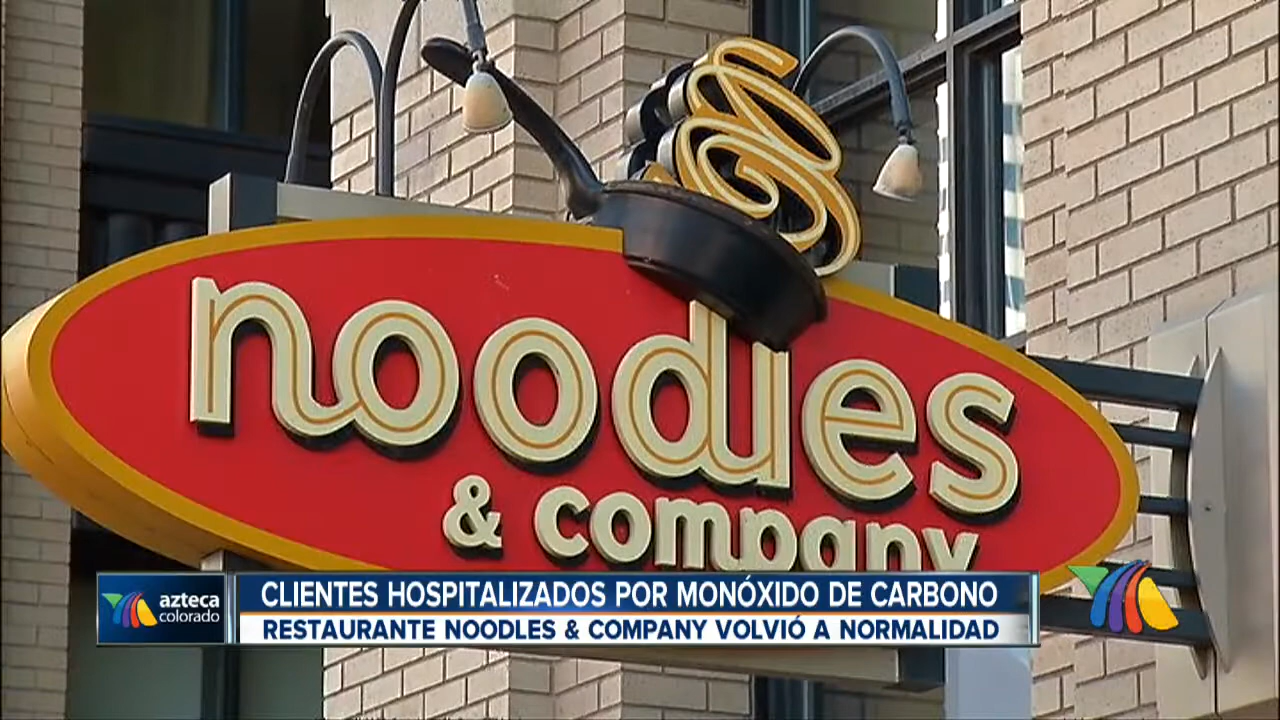 noodles
& company
azteca
colorado
CLIENTES HOSPITALIZADOS POR MONÓXIDO DE CARBONO
RESTAURANTE NOODLES & COMPANY VOLVIÓ A NORMALIDAD